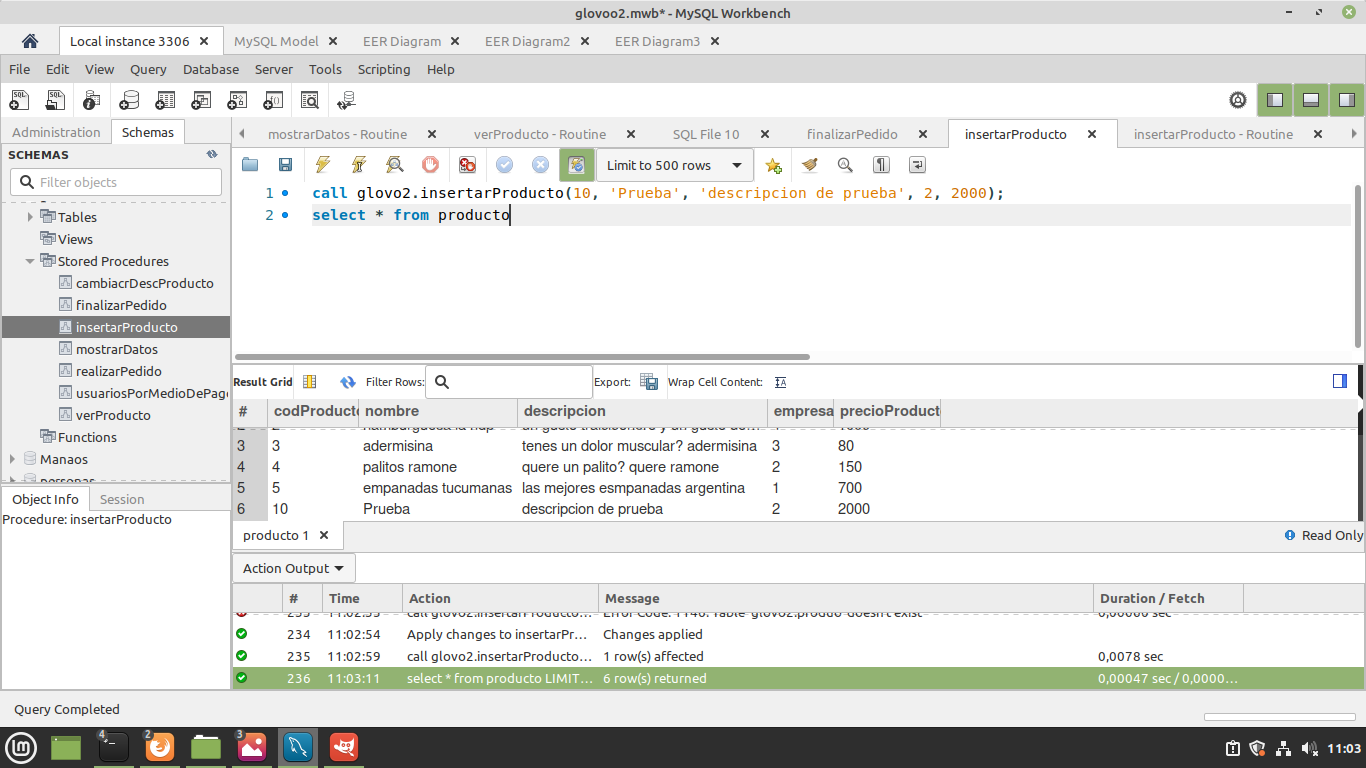 glovoo2.mwb* - MySQL Workbench
Local instance 3306 MySQL Model EER Diagram EER Diagram2 EER Diagram3
File Edit View Query Database Server Tools Scripting Help
Administration Schemas
mostrarDatos - Routine verProducto - Routine SQL File 10 finalizarPedido insertarProducto insertarProducto - Routine
SCHEMAS
Filter objects
Limit to 500 rows
1 call glovo2.insertarProducto(10, 'Prueba', 'descripcion de prueba', 2, 2000);
2 select * from producto
Tables
Views
Stored Procedures
cambiacrDescProducto
finalizarPedido
insertarProducto
mostrarDatos
realizarPedido
usuariosPorMedioDePag
verProducto
Functions
Manaos
personas
Object Info Session
Procedure: insertarProducto
Result Grid Filter Rows: Export: Wrap Cell Content:
# codProducto nombre descripcion empresa precioProduct
3 3 adermisina tenes un dolor muscular? adermisina 3 80
4 4 palitos ramone quere un palito? quere ramone 2 150
5 5 empanadas tucumanas las mejores esmpanadas argentina 1 700
6 10 Prueba descripcion de prueba 2 2000
producto 1 Read Only
Action Output
# Time Action Message Duration / Fetch
233 11:02:53 call glovo2.insertarProducto... Error Code: 1146. Table 'glovo2.produo' doesn't exist 0,00060 sec
234 11:02:54 Apply changes to insertarPr... Changes applied
235 11:02:59 call glovo2.insertarProducto... 1 row(s) affected 0,0078 sec
236 11:03:11 select * from producto LIMIT... 6 row(s) returned 0,00047 sec / 0,0000...
Query Completed
4 2 3
11:03